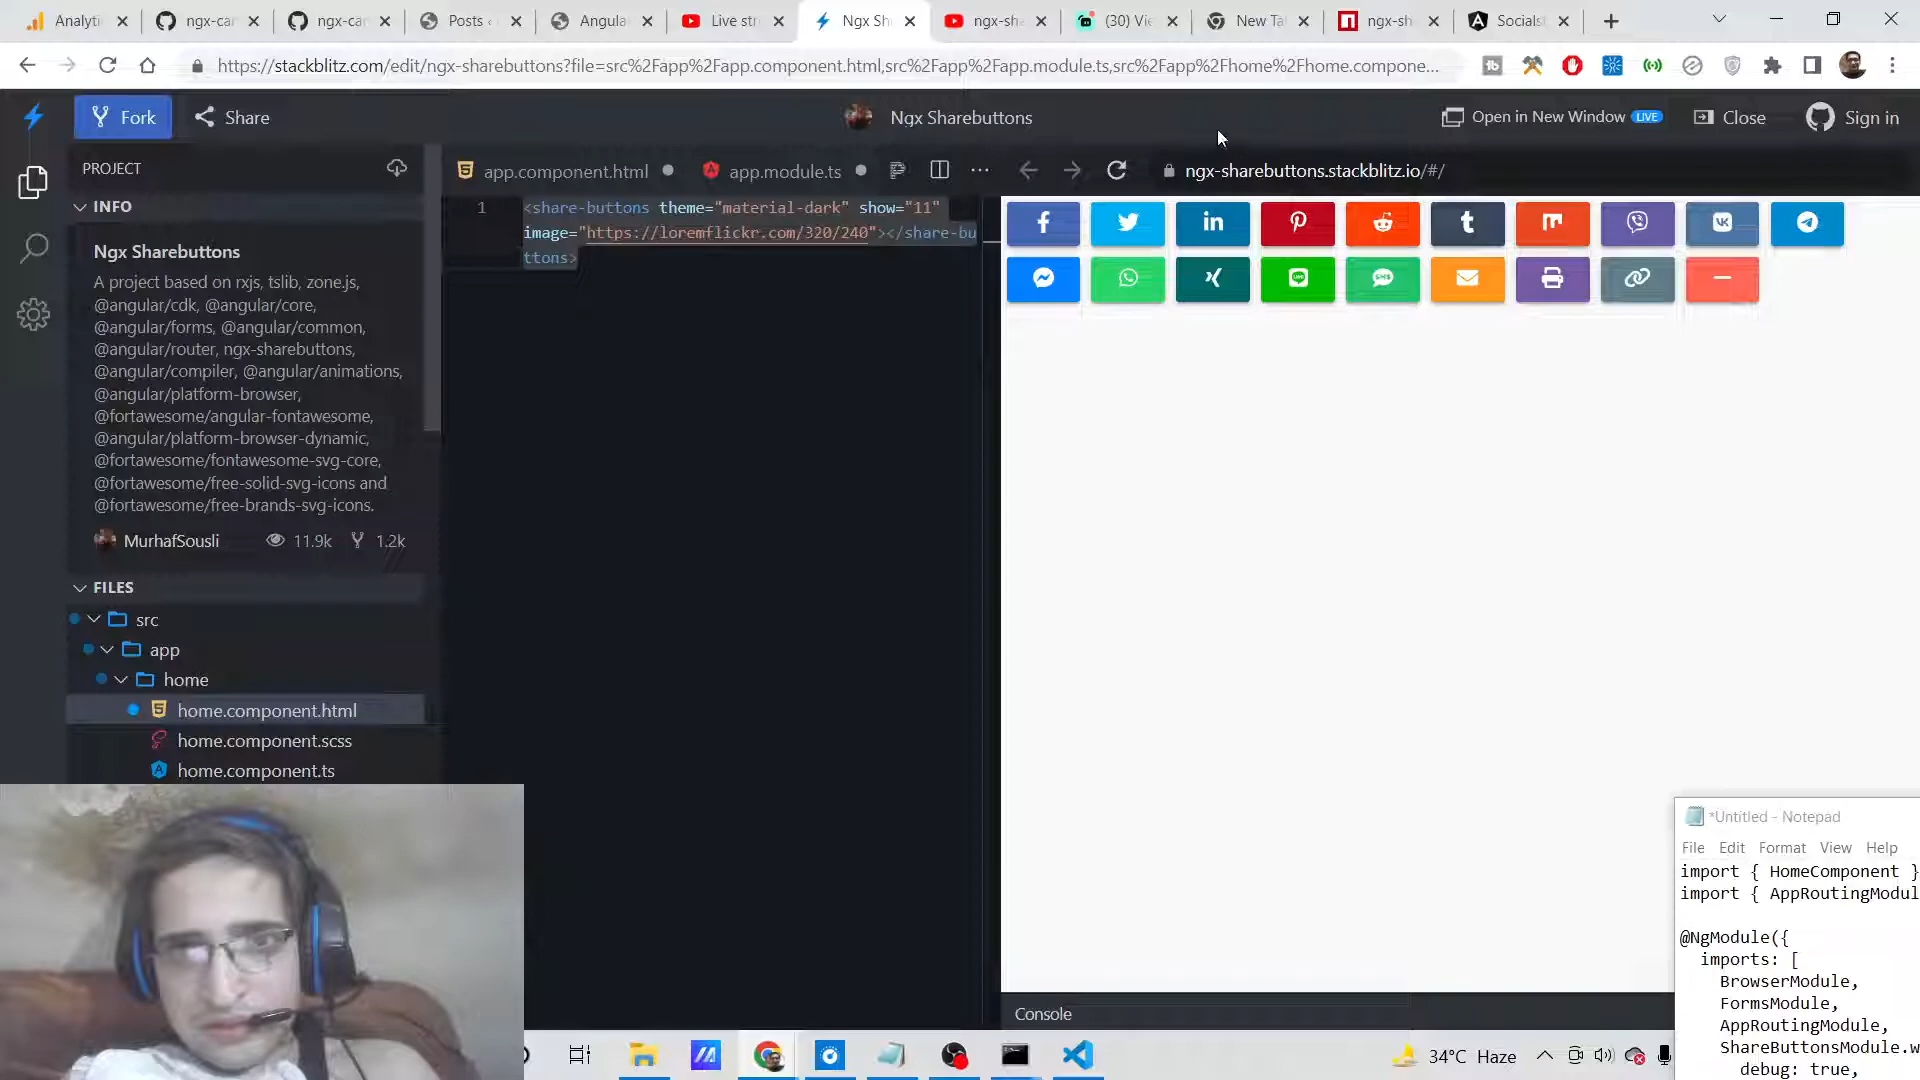 Analytic
ngx-car
ngx-car
Posts ‹
Angula
Live str
Ngx Sh
ngx-sha
(30) Vie
New Ta
ngx-sh
Socialsh
https://stackblitz.com/edit/ngx-sharebuttons?file=src%2Fapp%2Fapp.component.html,src%2Fapp%2Fapp.module.ts,src%2Fapp%2Fhome%2Fhome.compone...
Fork
Share
Ngx Sharebuttons
Open in New Window LIVE
Close
Sign in
PROJECT
app.component.html
app.module.ts
ngx-sharebuttons.stackblitz.io/#/
INFO
Ngx Sharebuttons
A project based on rxjs, tslib, zone.js,
@angular/cdk, @angular/core,
@angular/forms, @angular/common,
@angular/router, ngx-sharebuttons,
@angular/compiler, @angular/animations,
@angular/platform-browser,
@fortawesome/angular-fontawesome,
@angular/platform-browser-dynamic,
@fortawesome/fontawesome-svg-core,
@fortawesome/free-solid-svg-icons and
@fortawesome/free-brands-svg-icons.
MurhafSousli
11.9k
1.2k
FILES
src
app
home
home.component.html
home.component.scss
home.component.ts
1
<share-buttons theme="material-dark" show="11"
image="https://loremflickr.com/320/240"></share-bu
ttons>
Console
*Untitled - Notepad
File Edit Format View Help
import { HomeComponent }
import { AppRoutingModul
@NgModule({
imports: [
BrowserModule,
FormsModule,
AppRoutingModule,
ShareButtonsModule.w
debug: true,
34°C Haze